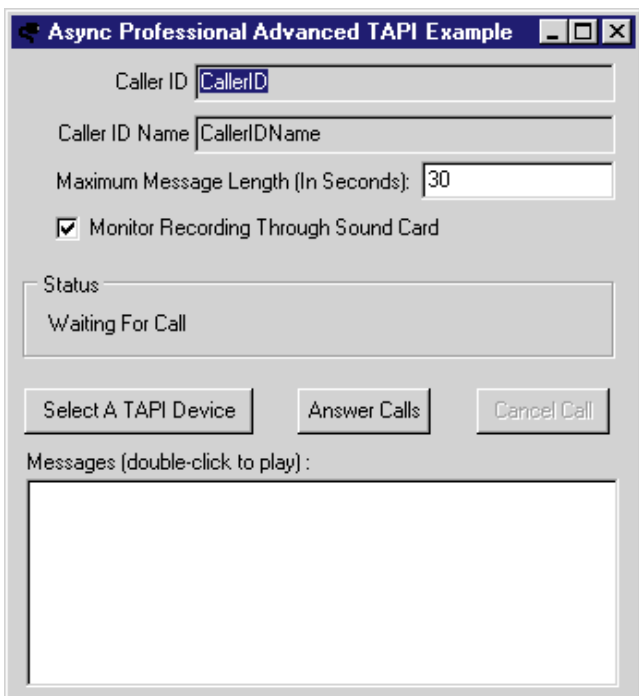 Async Professional Advanced TAPI Example
Caller ID CallerID
Caller ID Name CallerIDName
Maximum Message Length (In Seconds): 30
Monitor Recording Through Sound Card
Status
Waiting For Call
Select A TAPI Device Answer Calls Cancel Call
Messages (double-click to play) :